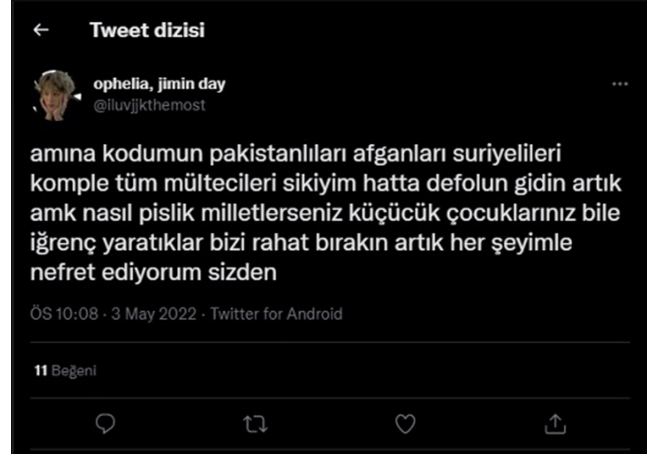 Tweet dizisi
ophelia, jimin day
@iluvjjkthemost
amına kodumun pakistanlıları afganları suriyelileri
komple tüm mültecileri sikiyim hatta defolun gidin artık
amk nasıl pislik milletlerseniz küçücük çocuklarınız bile
iğrenç yaratıklar bizi rahat bırakın artık her şeyimle
nefret ediyorum sizden
ÖS 10:08 · 3 May 2022 · Twitter for Android
11 Beğeni